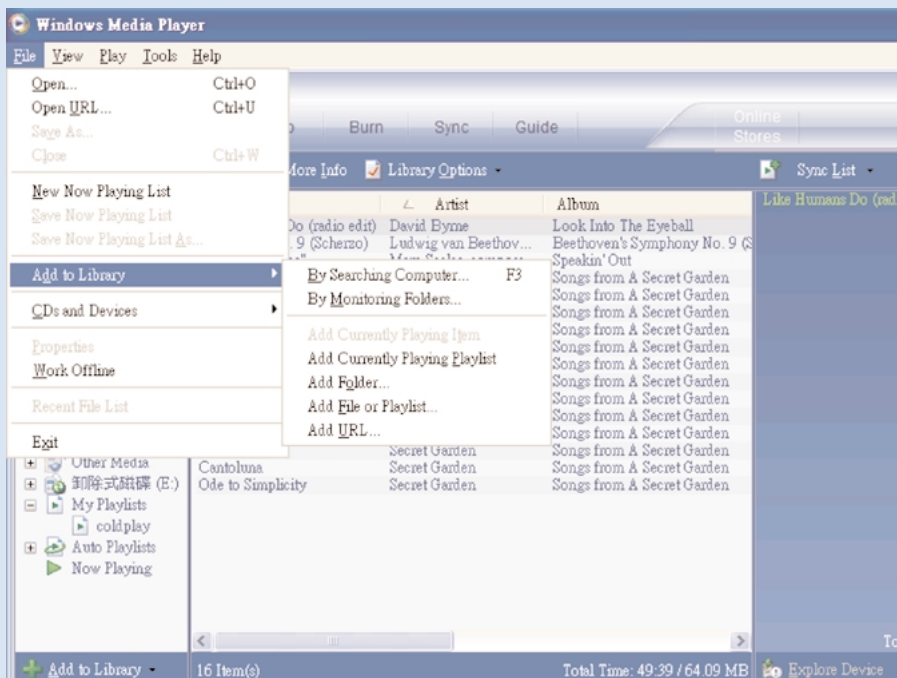 Windows Media Player
File View Play Tools Help
Open... Ctrl+O
Open URL... Ctrl+U
Save As...
Close Ctrl+W
New Now Playing List
Save Now Playing List
Save Now Playing List As...
Add to Library
CDs and Devices
Properties
Work Offline
Recent File List
Exit
By Searching Computer... F3
By Monitoring Folders...
Add Currently Playing Item
Add Currently Playing Playlist
Add Folder...
Add File or Playlist...
Add URL...
Burn Sync Guide
Online Stores
More Info Library Options Sync List
Artist Album
Do (radio edit) David Byrne Look Into The Eyeball
. 9 (Scherzo) Ludwig van Beethov... Beethoven's Symphony No. 9 (S
Speakin' Out
Songs from A Secret Garden
Songs from A Secret Garden
Songs from A Secret Garden
Songs from A Secret Garden
Songs from A Secret Garden
Songs from A Secret Garden
Songs from A Secret Garden
Songs from A Secret Garden
Songs from A Secret Garden
Songs from A Secret Garden
Secret Garden Songs from A Secret Garden
Cantoluna Secret Garden Songs from A Secret Garden
Ode to Simplicity Secret Garden Songs from A Secret Garden
Like Humans Do (rad
Other Media
卸除式磁碟 (E:)
My Playlists
coldplay
Auto Playlists
Now Playing
Add to Library
16 Item(s)
Total Time: 49:39 / 64.09 MB
Explore Device